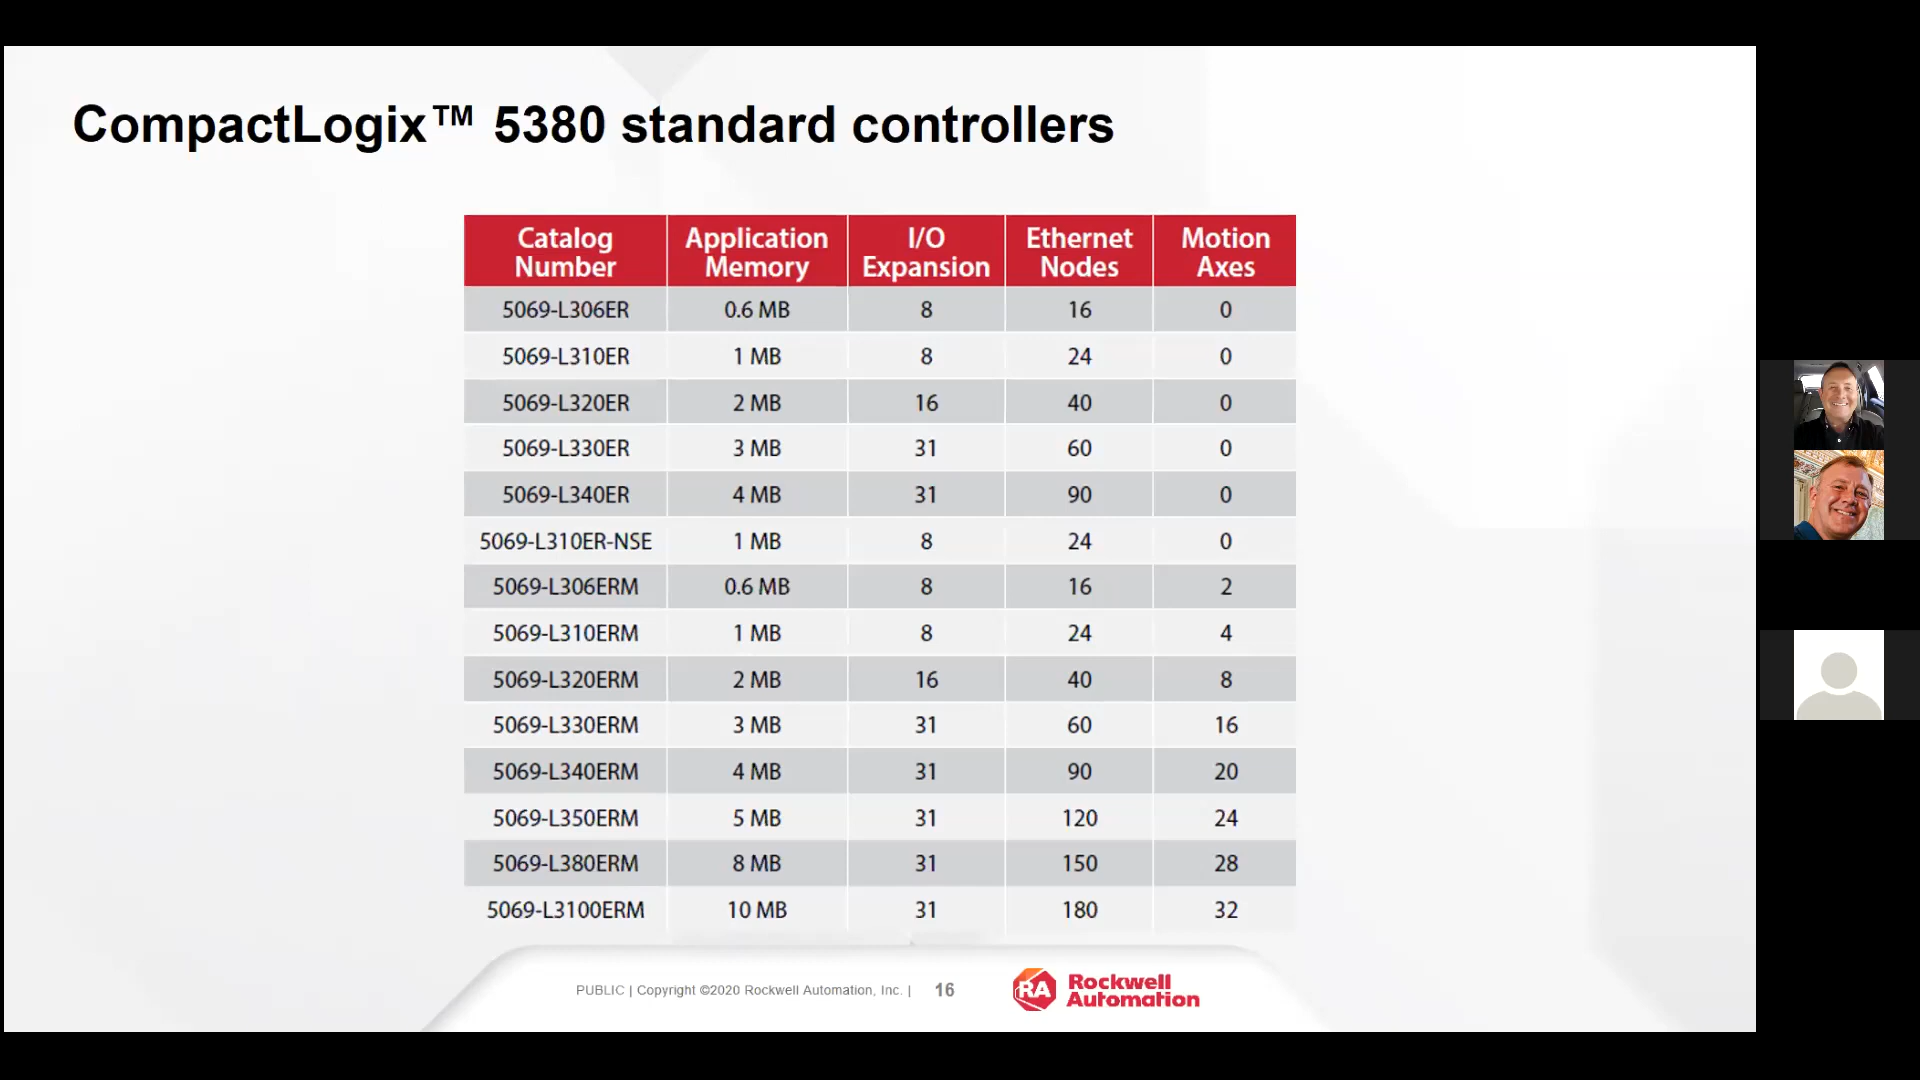 CompactLogix™ 5380 standard controllers
Catalog Number Application Memory I/O Expansion Ethernet Nodes Motion Axes
5069-L306ER 0.6 MB 8 16 0
5069-L310ER 1 MB 8 24 0
5069-L320ER 2 MB 16 40 0
5069-L330ER 3 MB 31 60 0
5069-L340ER 4 MB 31 90 0
5069-L310ER-NSE 1 MB 8 24 0
5069-L306ERM 0.6 MB 8 16 2
5069-L310ERM 1 MB 8 24 4
5069-L320ERM 2 MB 16 40 8
5069-L330ERM 3 MB 31 60 16
5069-L340ERM 4 MB 31 90 20
5069-L350ERM 5 MB 31 120 24
5069-L380ERM 8 MB 31 150 28
5069-L3100ERM 10 MB 31 180 32
PUBLIC | Copyright ©2020 Rockwell Automation, Inc. | 16
RA Rockwell Automation